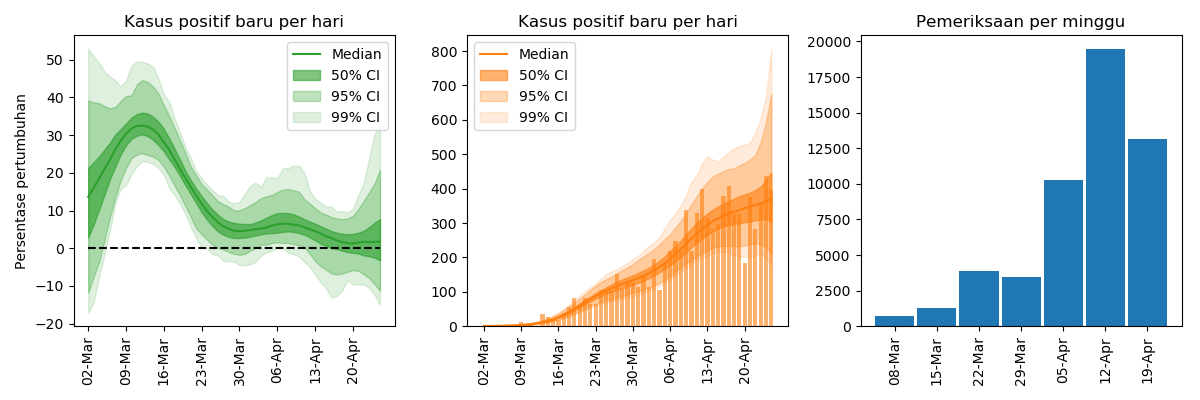 Kasus positif baru per hari
Persentase pertumbuhan
50
40
30
20
10
0
−10
−20
Median
50% CI
95% CI
99% CI
02-Mar
09-Mar
16-Mar
23-Mar
30-Mar
06-Apr
13-Apr
20-Apr
Kasus positif baru per hari
800
700
600
500
400
300
200
100
0
Median
50% CI
95% CI
99% CI
02-Mar
09-Mar
16-Mar
23-Mar
30-Mar
06-Apr
13-Apr
20-Apr
Pemeriksaan per minggu
20000
17500
15000
12500
10000
7500
5000
2500
0
08-Mar
15-Mar
22-Mar
29-Mar
05-Apr
12-Apr
19-Apr